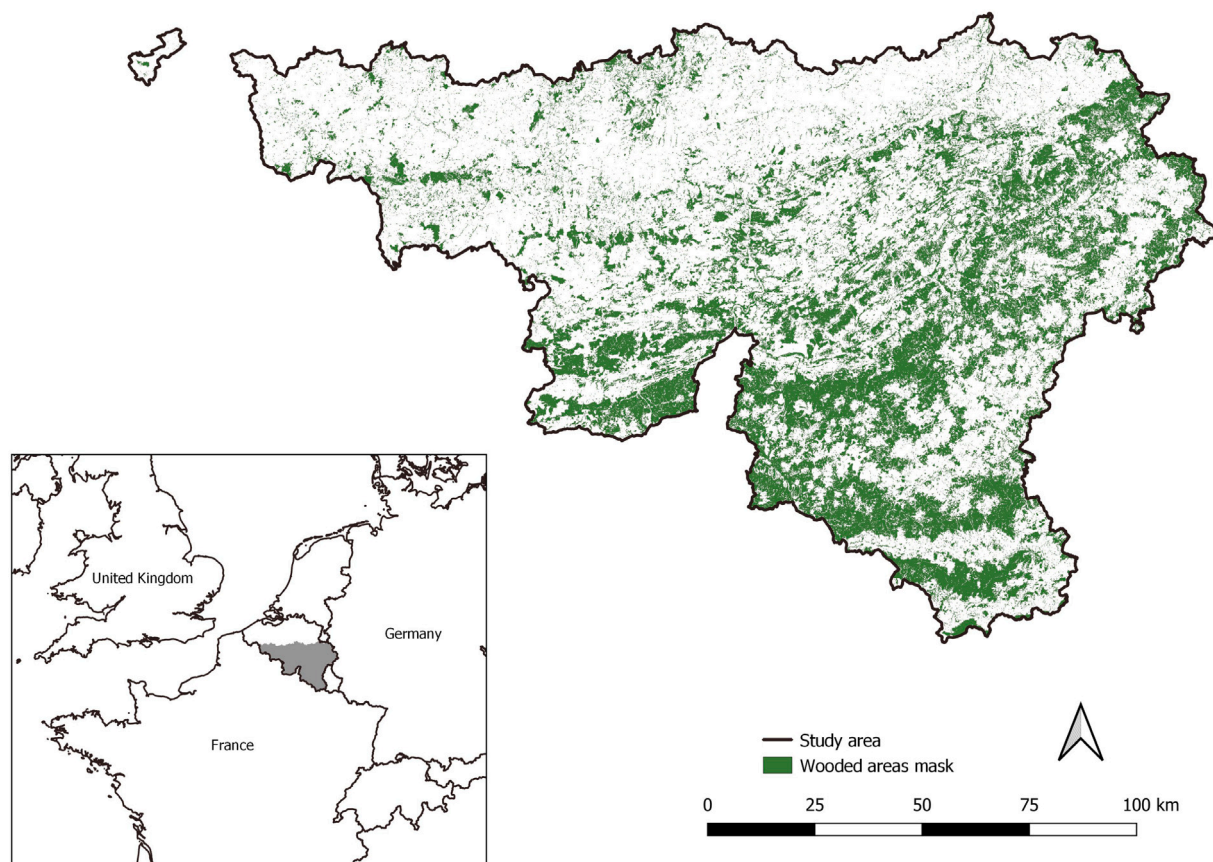 United Kingdom
Germany
France
Study area
Wooded areas mask
0 25 50 75 100 km